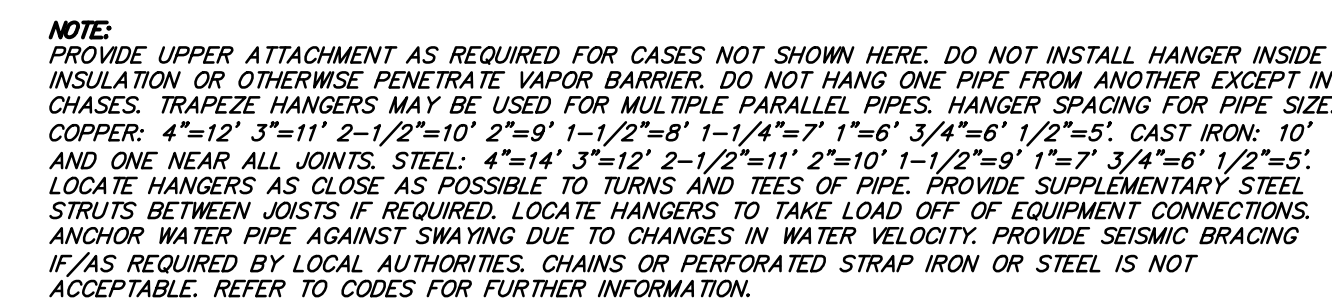 NOTE:
PROVIDE UPPER ATTACHMENT AS REQUIRED FOR CASES NOT SHOWN HERE. DO NOT INSTALL HANGER INSIDE
INSULATION OR OTHERWISE PENETRATE VAPOR BARRIER. DO NOT HANG ONE PIPE FROM ANOTHER EXCEPT IN
CHASES. TRAPEZE HANGERS MAY BE USED FOR MULTIPLE PARALLEL PIPES. HANGER SPACING FOR PIPE SIZE:
COPPER: 4"=12' 3"=11' 2-1/2"=10' 2"=9' 1-1/2"=8' 1-1/4"=7' 1"=6' 3/4"=6' 1/2"=5'. CAST IRON: 10'
AND ONE NEAR ALL JOINTS. STEEL: 4"=14' 3"=12' 2-1/2"=11' 2"=10' 1-1/2"=9' 1"=7' 3/4"=6' 1/2"=5'.
LOCATE HANGERS AS CLOSE AS POSSIBLE TO TURNS AND TEES OF PIPE. PROVIDE SUPPLEMENTARY STEEL
STRUTS BETWEEN JOISTS IF REQUIRED. LOCATE HANGERS TO TAKE LOAD OFF OF EQUIPMENT CONNECTIONS.
ANCHOR WATER PIPE AGAINST SWAYING DUE TO CHANGES IN WATER VELOCITY. PROVIDE SEISMIC BRACING
IF/AS REQUIRED BY LOCAL AUTHORITIES. CHAINS OR PERFORATED STRAP IRON OR STEEL IS NOT
ACCEPTABLE. REFER TO CODES FOR FURTHER INFORMATION.